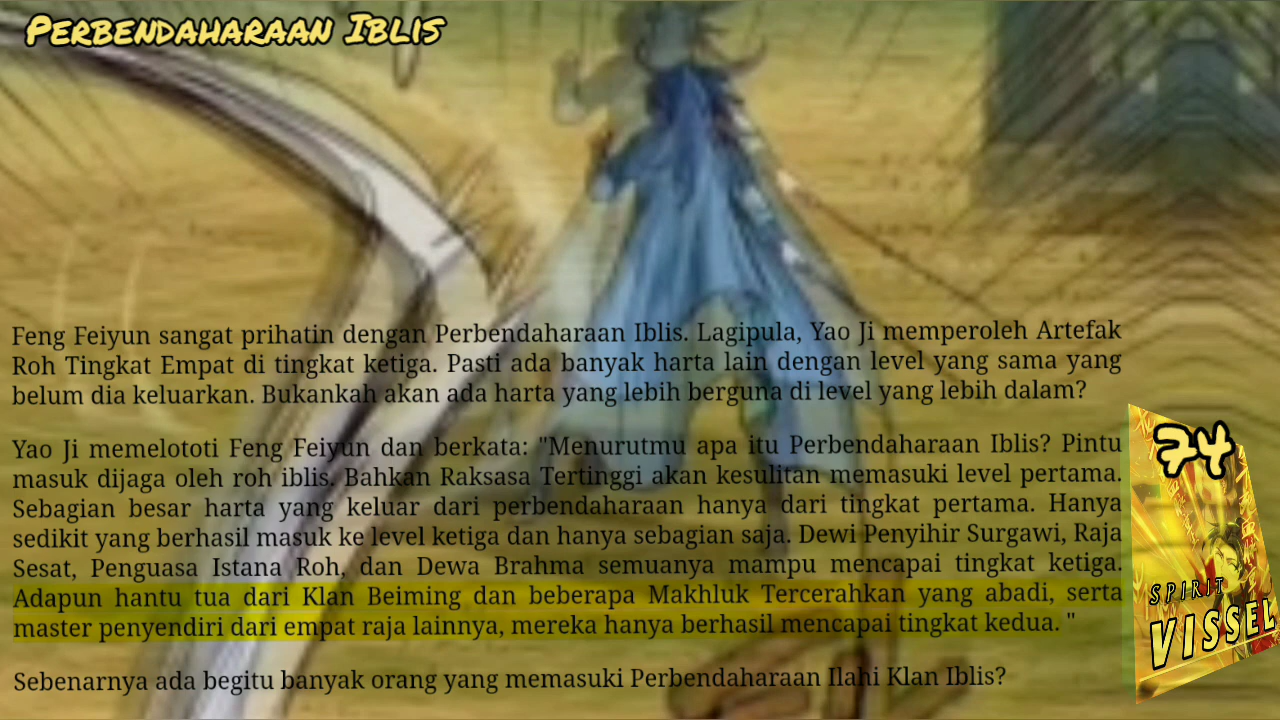 Perbendaharaan Iblis
Feng Feiyun sangat prihatin dengan Perbendaharaan Iblis. Lagipula, Yao Ji memperoleh Artefak
Roh Tingkat Empat di tingkat ketiga. Pasti ada banyak harta lain dengan level yang sama yang
belum dia keluarkan. Bukankah akan ada harta yang lebih berguna di level yang lebih dalam?
Yao Ji memelototi Feng Feiyun dan berkata: "Menurutmu apa itu Perbendaharaan Iblis? Pintu
masuk dijaga oleh roh iblis. Bahkan Raksasa Tertinggi akan kesulitan memasuki level pertama.
Sebagian besar harta yang keluar dari perbendaharaan hanya dari tingkat pertama. Hanya
sedikit yang berhasil masuk ke level ketiga dan hanya sebagian saja. Dewi Penyihir Surgawi, Raja
Sesat, Penguasa Istana Roh, dan Dewa Brahma semuanya mampu mencapai tingkat ketiga.
Adapun hantu tua dari Klan Beiming dan beberapa Makhluk Tercerahkan yang abadi, serta
master penyendiri dari empat raja lainnya, mereka hanya berhasil mencapai tingkat kedua. "
Sebenarnya ada begitu banyak orang yang memasuki Perbendaharaan Ilahi Klan Iblis?
74
SPIRIT
VISSEL